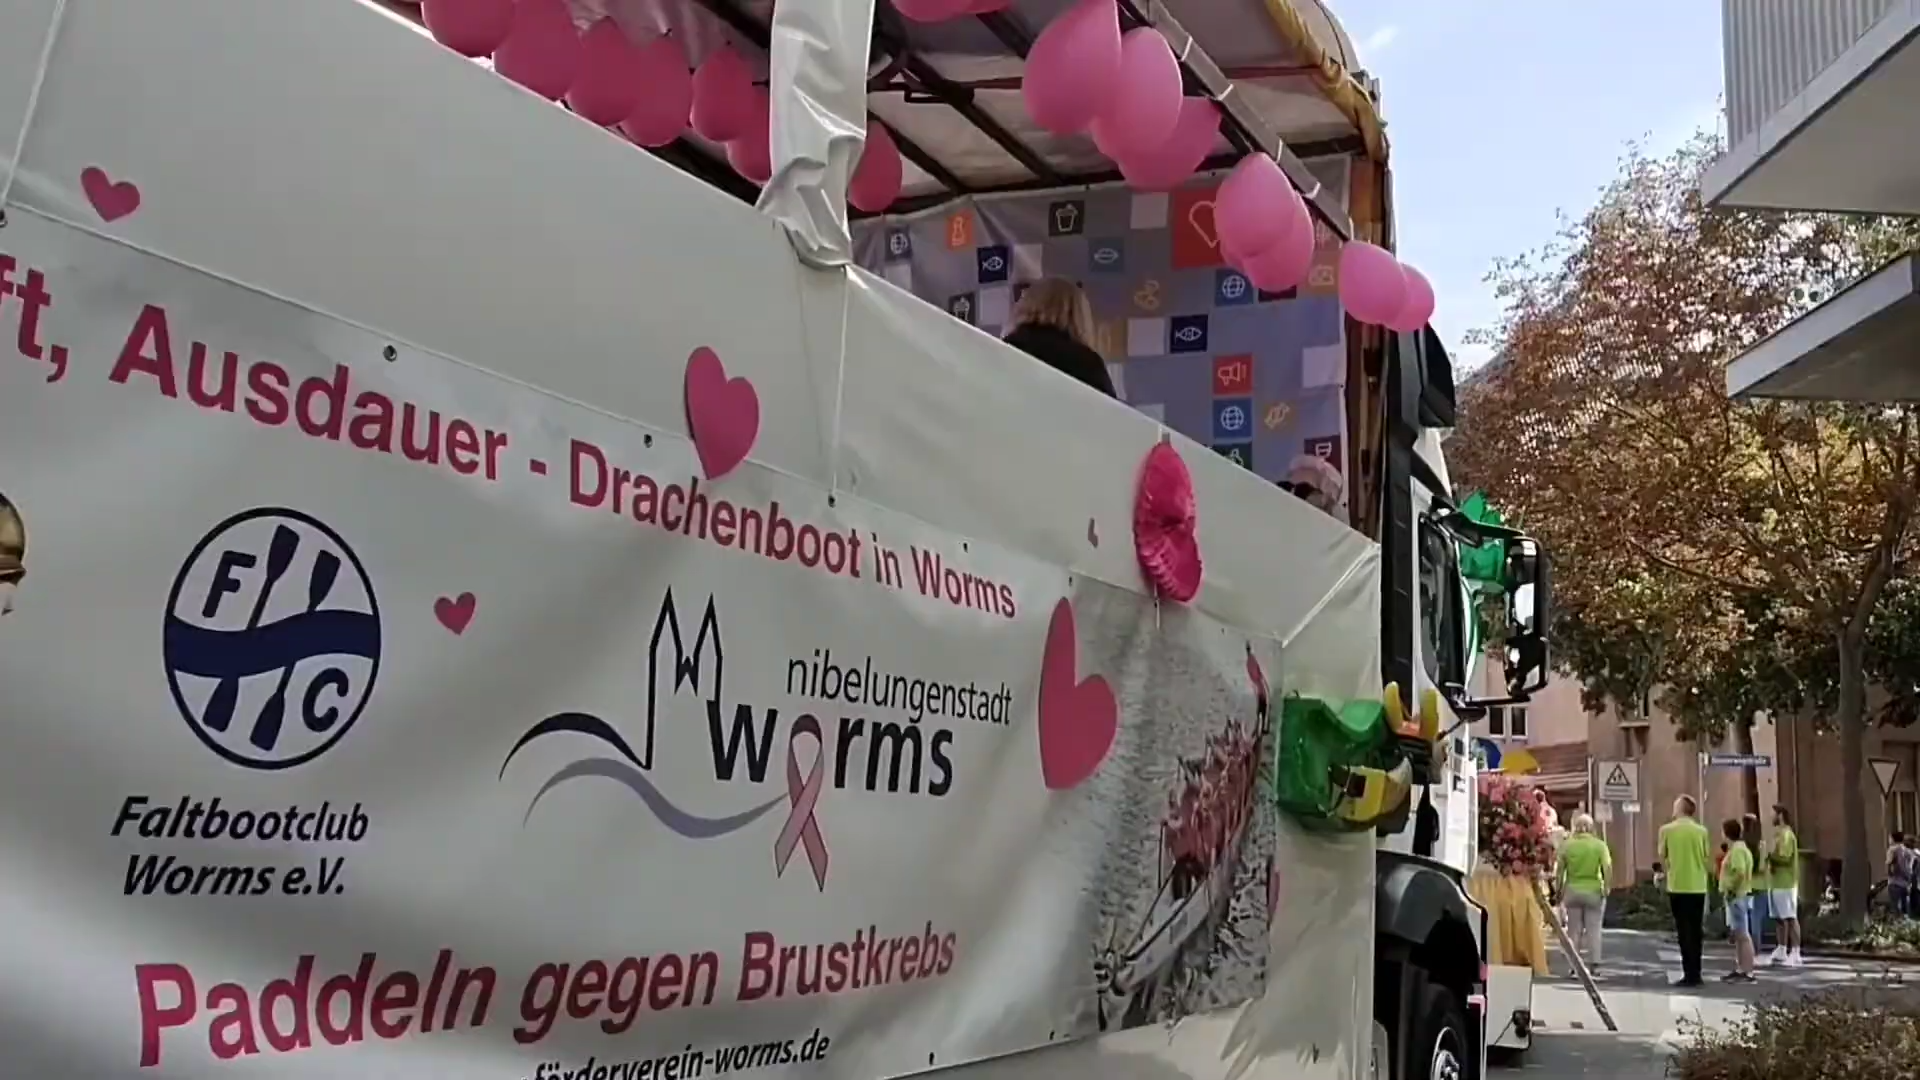 ft, Ausdauer - Drachenboot in Worms
F C
Faltbootclub
Worms e.V.
nibelungenstadt
worms
Paddeln gegen Brustkrebs
förderverein-worms.de